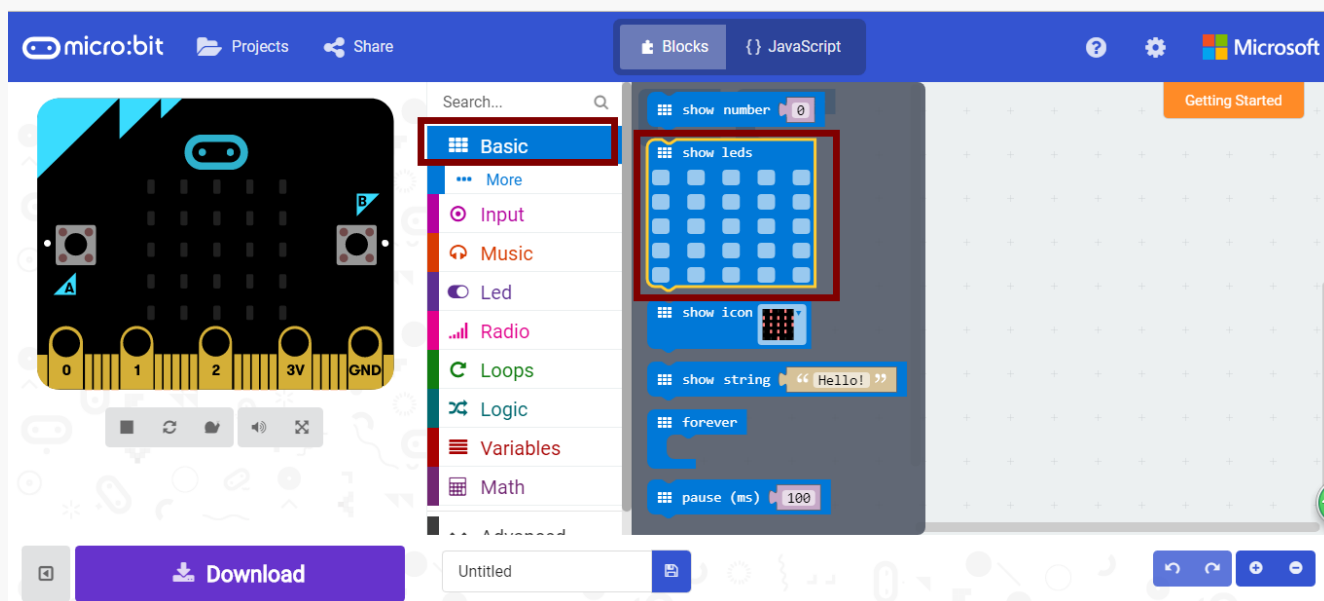 micro:bit Projects Share Blocks {} JavaScript ? Microsoft
Getting Started
B
A
0 1 2 3V GND
Search...
Basic
More
Input
Music
Led
Radio
Loops
Logic
Variables
Math
Advanced
show number 0
show leds
show icon
show string “ Hello! ”
forever
pause (ms) 100
Download
Untitled